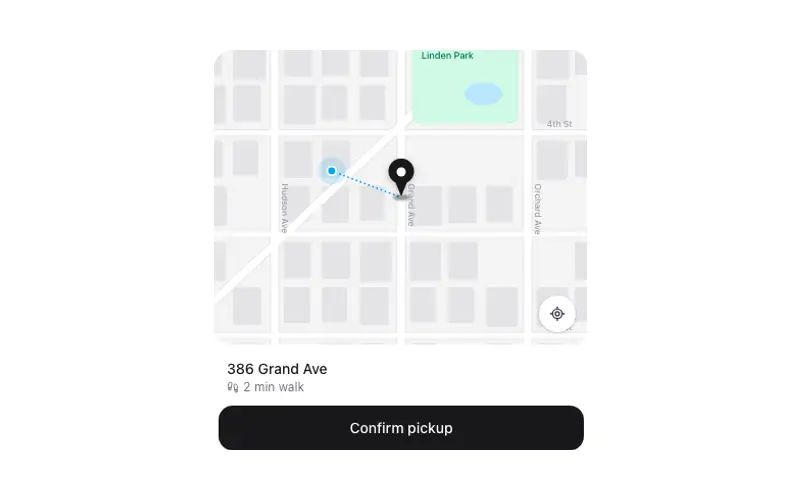 Linden Park
4th St
Hudson Ave
Grand Ave
Orchard Ave
386 Grand Ave
2 min walk
Confirm pickup